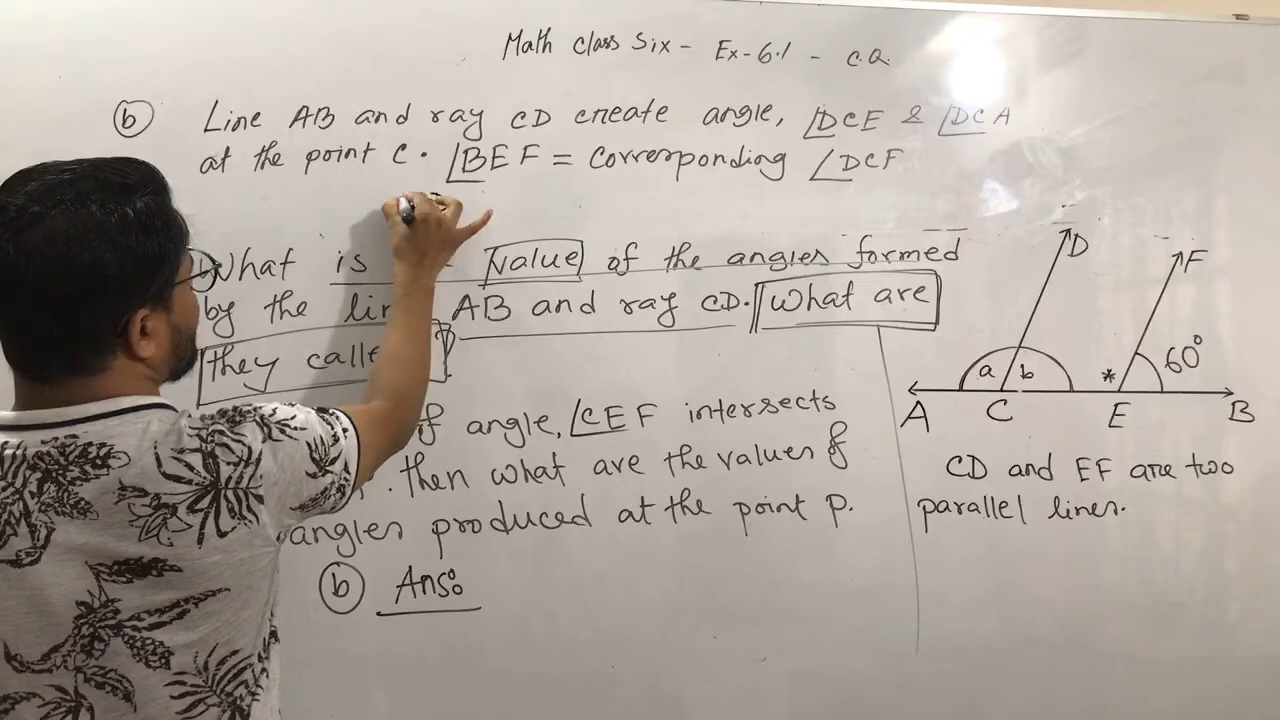 Math class Six - Ex-6.1 - C.Q.
(b) Line AB and ray CD create angle, ∠DCE & ∠DCA
at the point C. ∠BEF = Corresponding ∠DCF
What is value of the angles formed
by the AB and ray CD. What are
they
if angle, ∠CEF intersects
then what are the values of
angles produced at the point p.
(b) Ans:
D
F
a
b
*
60°
A
C
E
B
CD and EF are two
parallel lines.